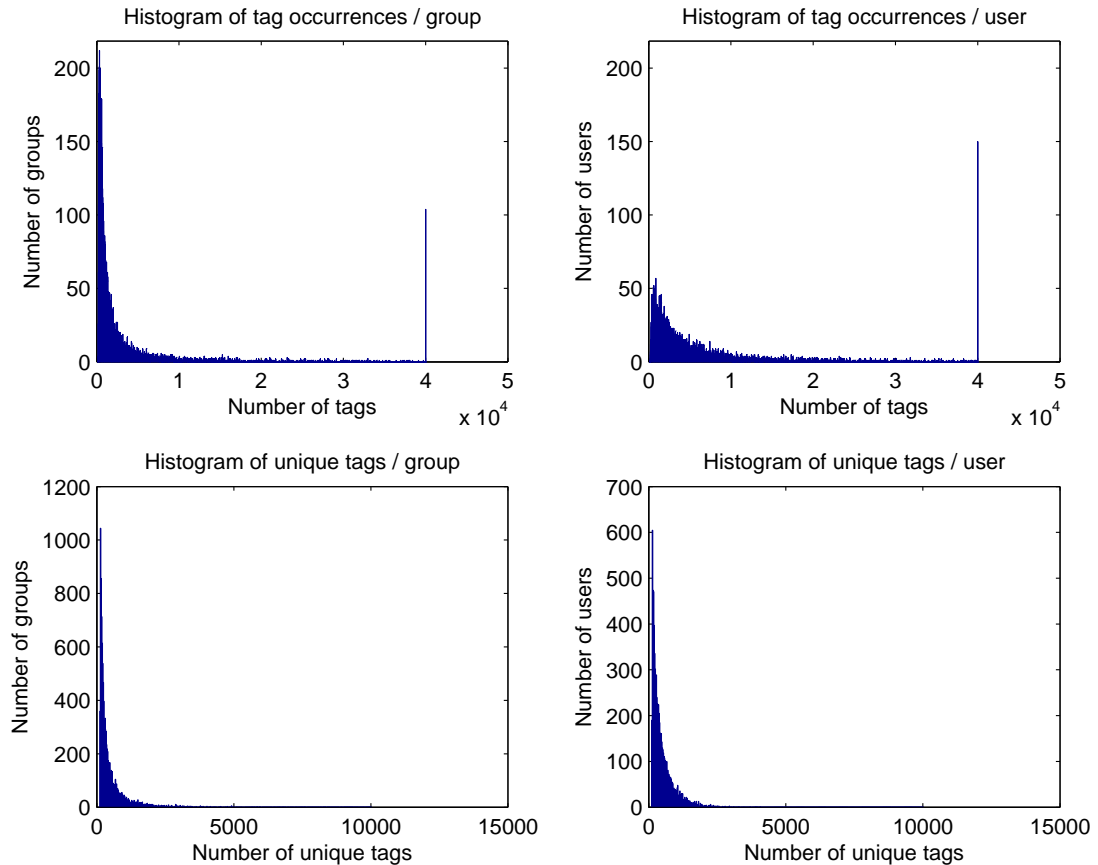 Histogram of tag occurrences / group
200
150
100
50
0
Number of groups
0 1 2 3 4 5
Number of tags
x 10^4
Histogram of tag occurrences / user
200
150
100
50
0
Number of users
0 1 2 3 4 5
Number of tags
x 10^4
Histogram of unique tags / group
1200
1000
800
600
400
200
0
Number of groups
0 5000 10000 15000
Number of unique tags
Histogram of unique tags / user
700
600
500
400
300
200
100
0
Number of users
0 5000 10000 15000
Number of unique tags